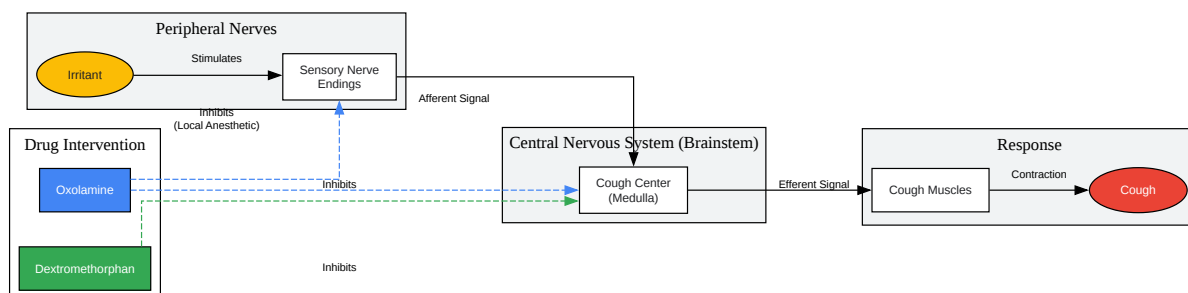 Peripheral Nerves
Irritant
Stimulates
Sensory Nerve
Endings
Afferent Signal
Inhibits
(Local Anesthetic)
Drug Intervention
Oxolamine
Inhibits
Dextromethorphan
Inhibits
Central Nervous System (Brainstem)
Cough Center
(Medulla)
Efferent Signal
Response
Cough Muscles
Contraction
Cough